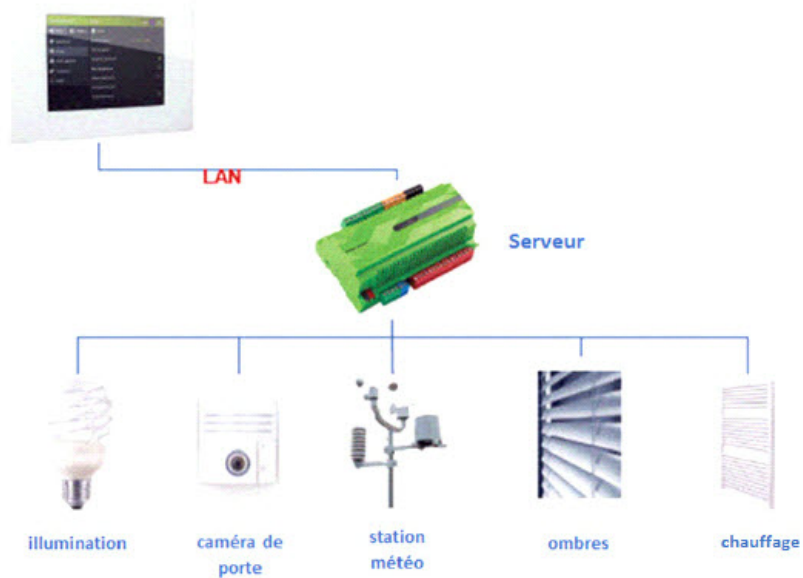 LAN
Serveur
illumination
caméra de
porte
station
météo
ombres
chauffage